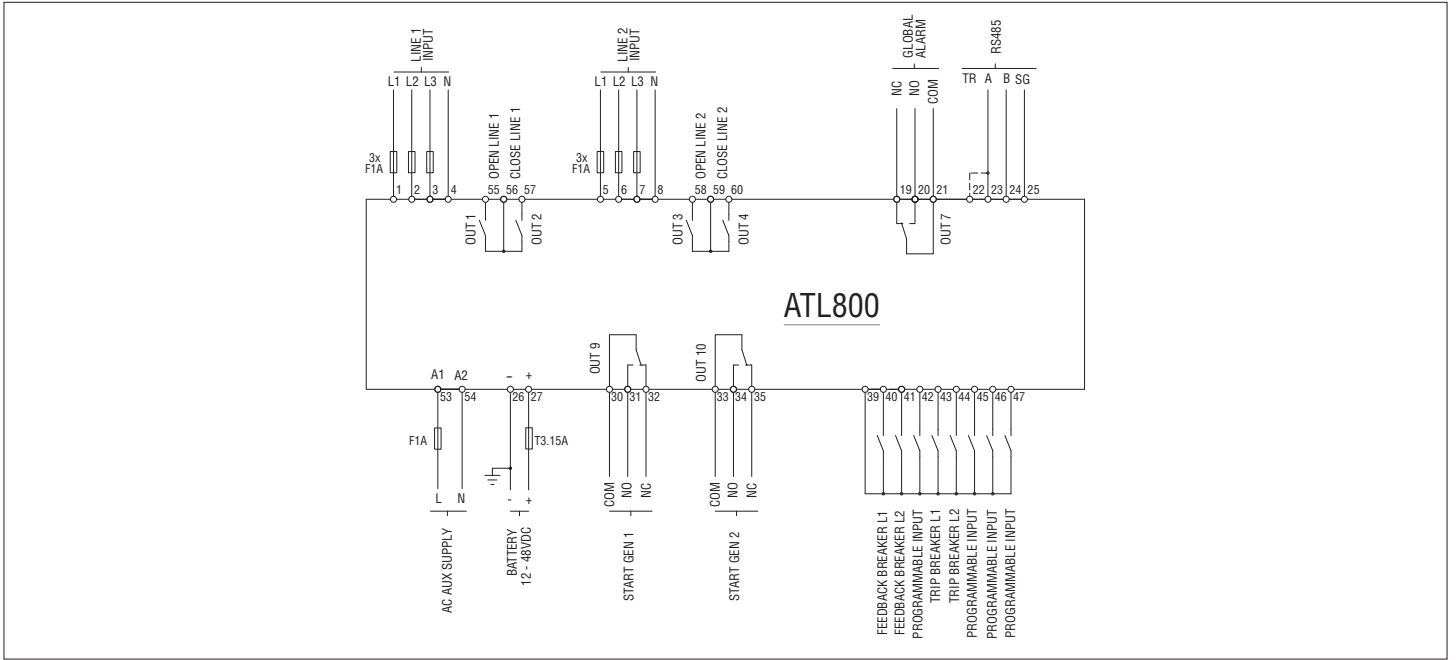 LINE 1
INPUT
L1 L2 L3 N
3x
F1A
OPEN LINE 1
CLOSE LINE 1
LINE 2
INPUT
L1 L2 L3 N
3x
F1A
OPEN LINE 2
CLOSE LINE 2
GLOBAL
ALARM
NC
NO
COM
RS485
TR A B SG
1 2 3 4 55 56 57 5 6 7 8 58 59 60 19 20 21 22 23 24 25
OUT 1
OUT 2
OUT 3
OUT 4
OUT 7
ATL800
OUT 9
OUT 10
A1 A2 – +
53 54 26 27 30 31 32 33 34 35 39 40 41 42 43 44 45 46 47
F1A
T3.15A
L N - +
AC AUX SUPPLY
BATTERY
12 - 48VDC
COM
NO
NC
START GEN 1
COM
NO
NC
START GEN 2
FEEDBACK BREAKER L1
FEEDBACK BREAKER L2
PROGRAMMABLE INPUT
TRIP BREAKER L1
TRIP BREAKER L2
PROGRAMMABLE INPUT
PROGRAMMABLE INPUT
PROGRAMMABLE INPUT